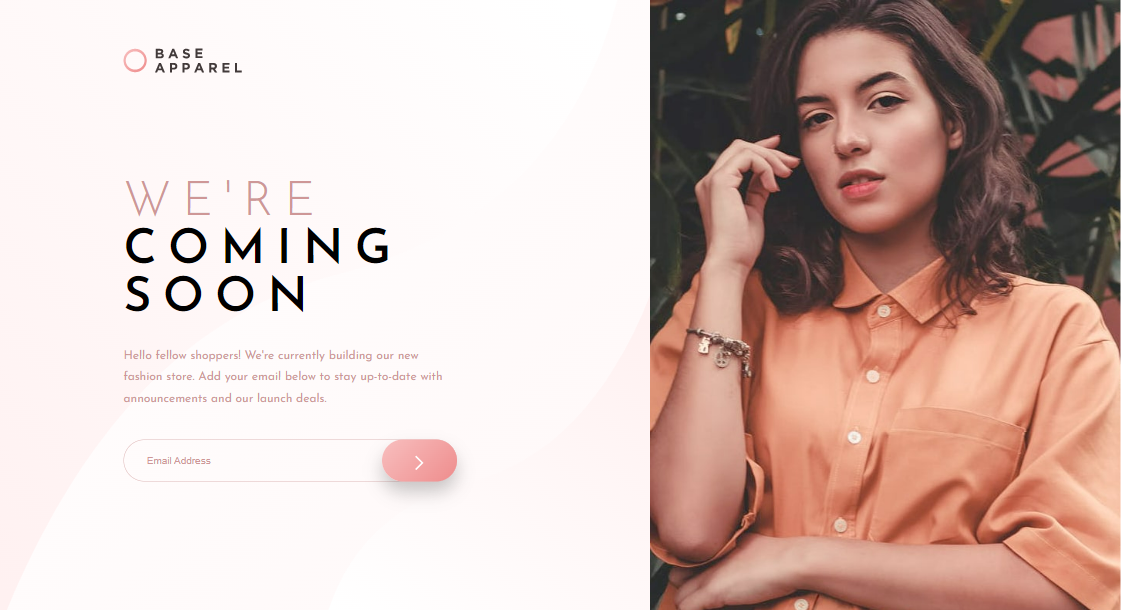 BASE
APPAREL
WE'RE
COMING
SOON
Hello fellow shoppers! We're currently building our new
fashion store. Add your email below to stay up-to-date with
announcements and our launch deals.
Email Address